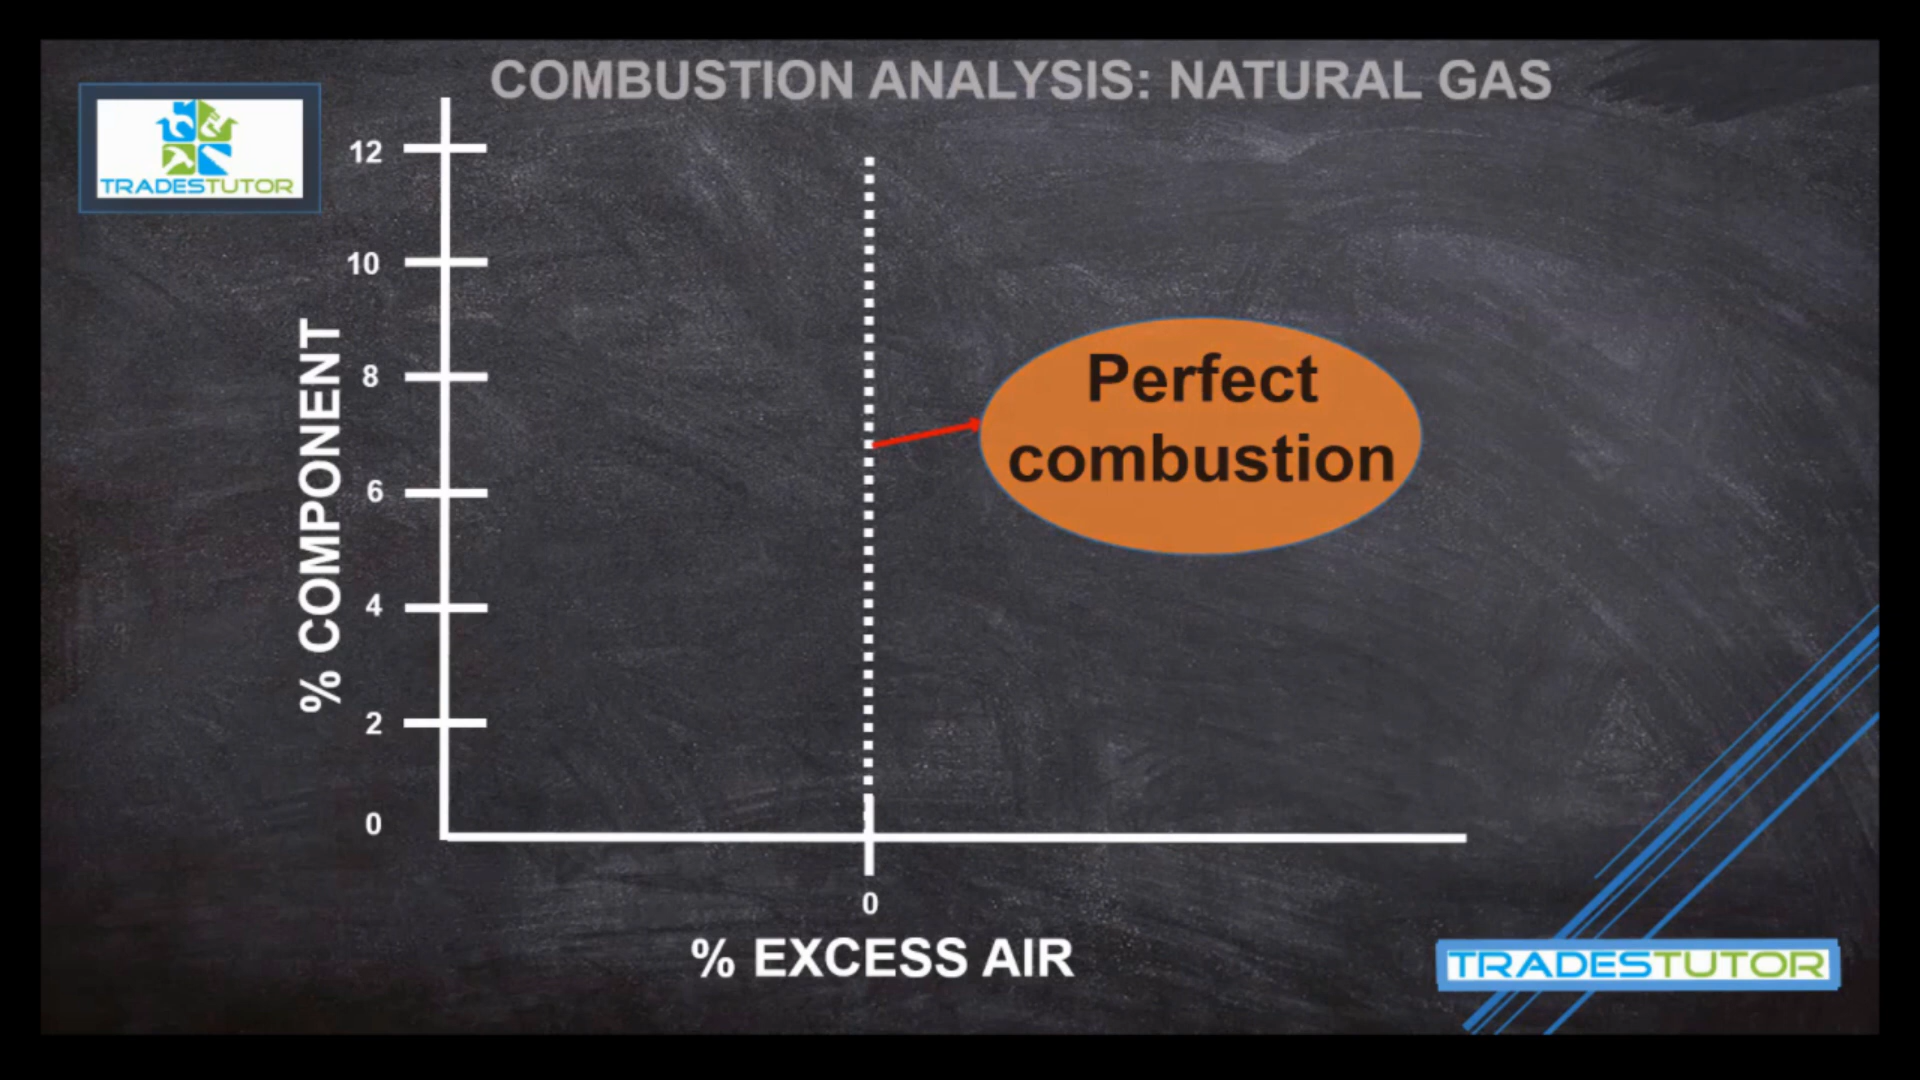 COMBUSTION ANALYSIS: NATURAL GAS
TRADESTUTOR
12
10
8
6
4
2
0
% COMPONENT
Perfect
combustion
0
% EXCESS AIR
TRADESTUTOR